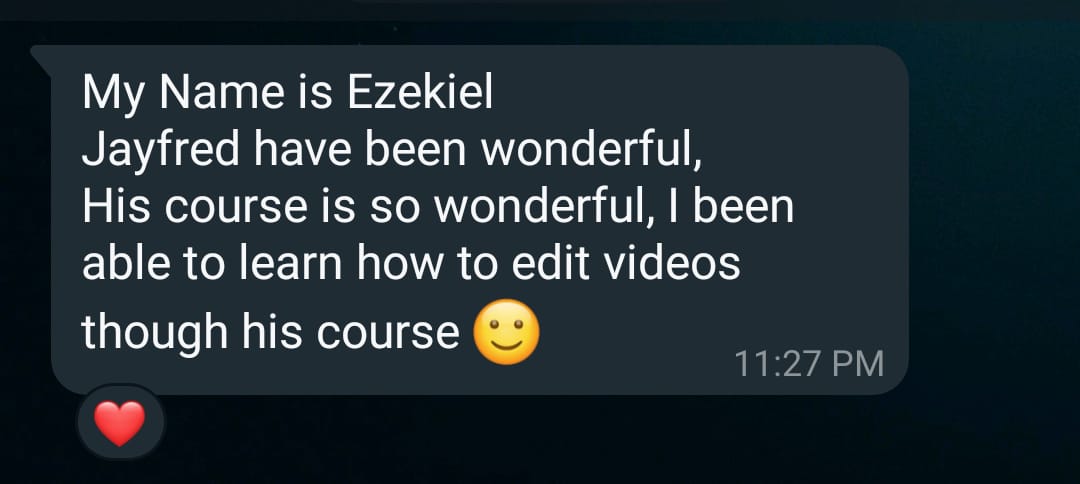 My Name is Ezekiel
Jayfred have been wonderful,
His course is so wonderful, I been
able to learn how to edit videos
though his course 🙂
11:27 PM